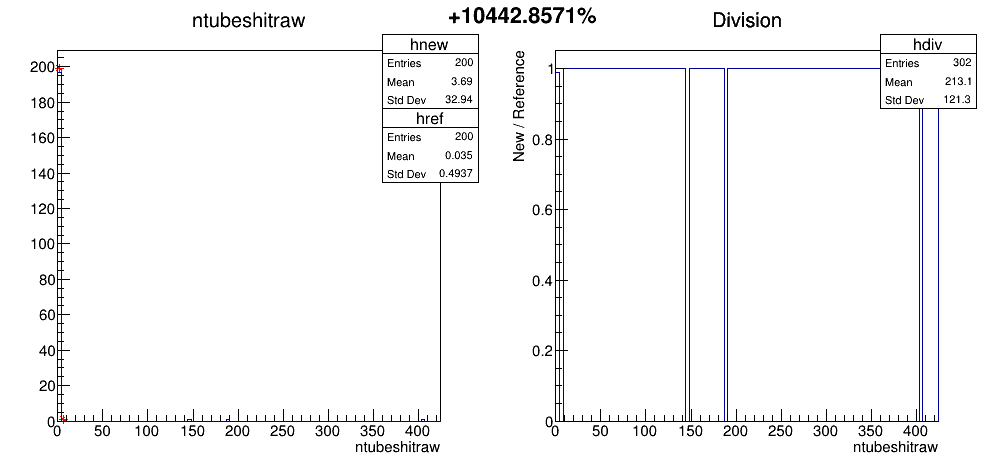 +10442.8571%
ntubeshitraw
hnew
Entries 200
Mean 3.69
Std Dev 32.94
href
Entries 200
Mean 0.035
Std Dev 0.4937
200
180
160
140
120
100
80
60
40
20
0
0 50 100 150 200 250 300 350 400
ntubeshitraw
Division
hdiv
Entries 302
Mean 213.1
Std Dev 121.3
New / Reference
1
0.8
0.6
0.4
0.2
0
0 50 100 150 200 250 300 350 400
ntubeshitraw